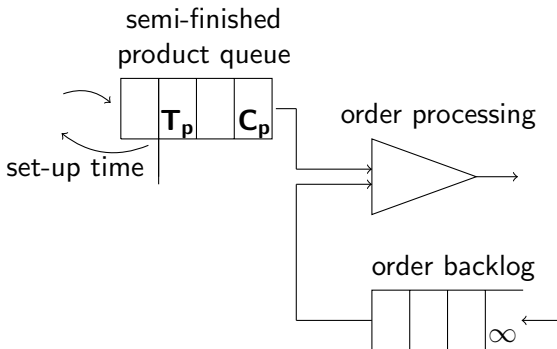 semi-finished
product queue
T_p C_p
order processing
set-up time
order backlog
∞